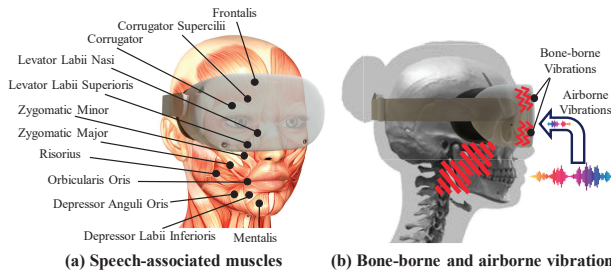 Frontalis
Corrugator Supercilii
Corrugator
Levator Labii Nasi
Levator Labii Superioris
Zygomatic Minor
Zygomatic Major
Risorius
Orbicularis Oris
Depressor Anguli Oris
Depressor Labii Inferioris
Mentalis
(a) Speech-associated muscles
Bone-borne
Vibrations
Airborne
Vibrations
(b) Bone-borne and airborne vibration